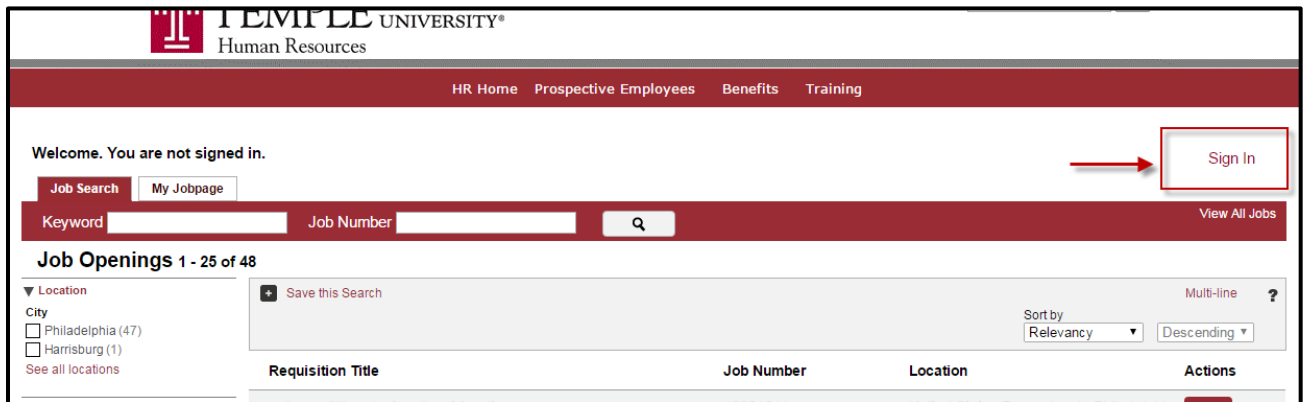 TEMPLE UNIVERSITY®
Human Resources
HR Home Prospective Employees Benefits Training
Welcome. You are not signed in.
Sign In
Job Search My Jobpage
Keyword Job Number
View All Jobs
Job Openings 1 - 25 of 48
Location
Save this Search
Multi-line ?
City
Sort by
Philadelphia (47)
Relevancy Descending
Harrisburg (1)
See all locations
Requisition Title Job Number Location Actions